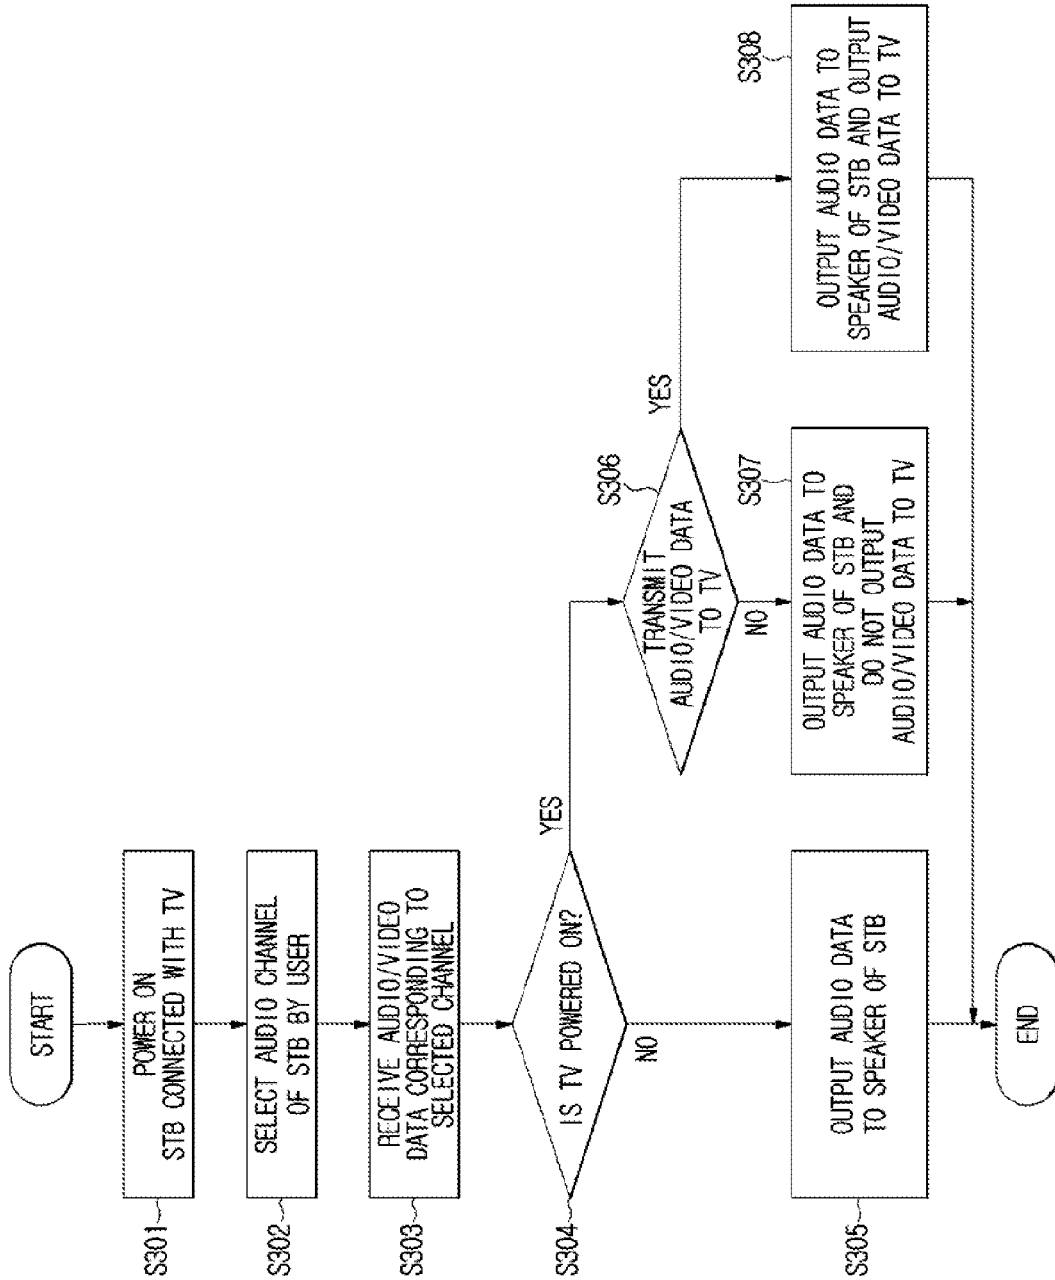 START
S301
POWER ON
STB CONNECTED WITH TV
S302
SELECT AUDIO CHANNEL
OF STB BY USER
S303
RECEIVE AUDIO/VIDEO
DATA CORRESPONDING TO
SELECTED CHANNEL
S304
IS TV POWERED ON?
YES
NO
S306
TRANSMIT
AUDIO/VIDEO DATA
TO TV
YES
NO
S305
OUTPUT AUDIO DATA
TO SPEAKER OF STB
S307
OUTPUT AUDIO DATA TO
SPEAKER OF STB AND
DO NOT OUTPUT
AUDIO/VIDEO DATA TO TV
S308
OUTPUT AUDIO DATA TO
SPEAKER OF STB AND OUTPUT
AUDIO/VIDEO DATA TO TV
END